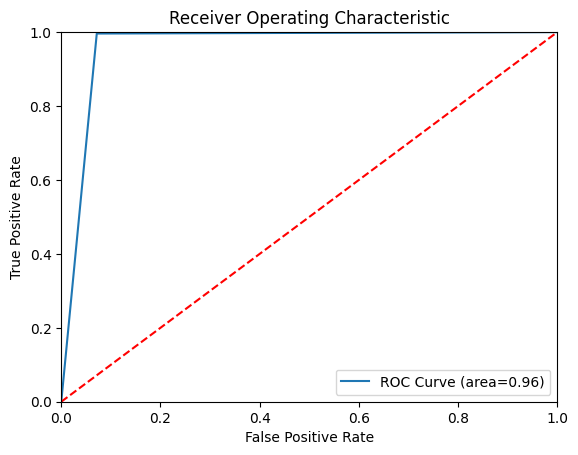 Receiver Operating Characteristic
1.0
0.8
0.6
0.4
0.2
0.0
True Positive Rate
ROC Curve (area=0.96)
0.0 0.2 0.4 0.6 0.8 1.0
False Positive Rate